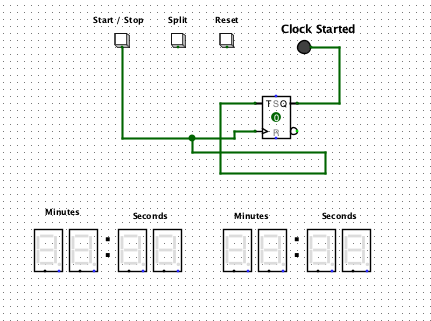 Start / Stop Split Reset
Clock Started
T S Q
0
R
Minutes Seconds Minutes Seconds